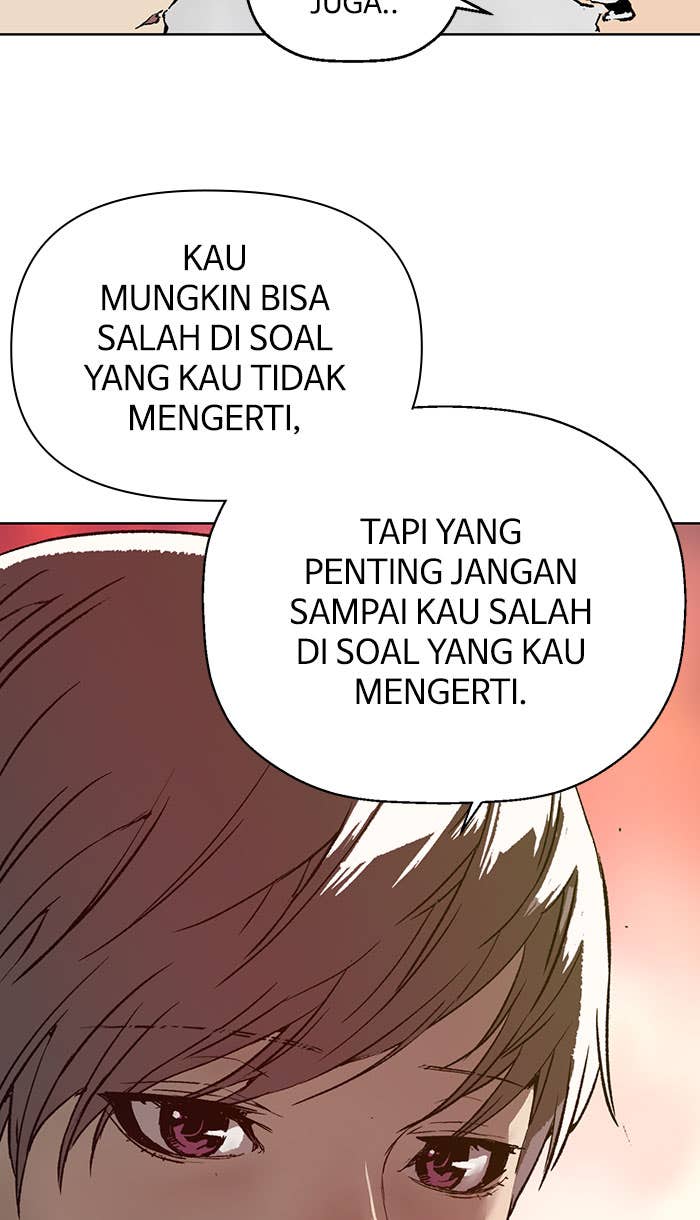 JUGA..
KAU
MUNGKIN BISA
SALAH DI SOAL
YANG KAU TIDAK
MENGERTI,
TAPI YANG
PENTING JANGAN
SAMPAI KAU SALAH
DI SOAL YANG KAU
MENGERTI.